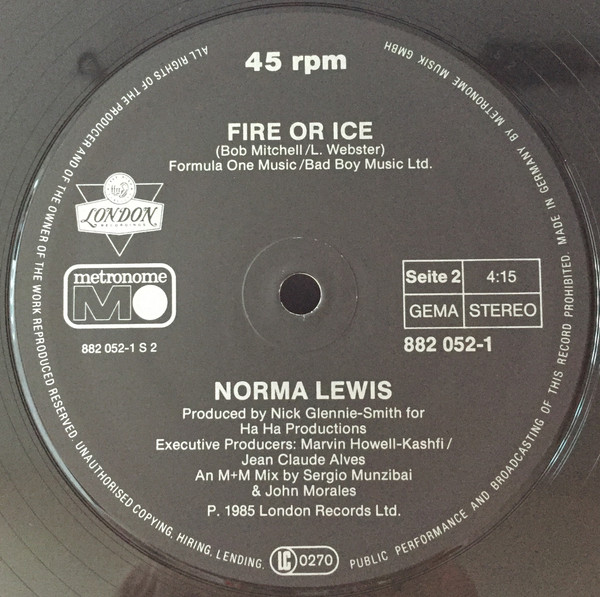 45 rpm
FIRE OR ICE
(Bob Mitchell/L. Webster)
Formula One Music/Bad Boy Music Ltd.
LONDON
RECORDINGS
metronome
882 052-1 S 2
Seite 2 4:15
GEMA STEREO
882 052-1
NORMA LEWIS
Produced by Nick Glennie-Smith for
Ha Ha Productions
Executive Producers: Marvin Howell-Kashfi/
Jean Claude Alves
An M+M Mix by Sergio Munzibai
& John Morales
P. 1985 London Records Ltd.
LC 0270
ALL RIGHTS OF THE PRODUCER AND OF THE OWNER OF THE WORK REPRODUCED RESERVED. UNAUTHORISED COPYING, HIRING, LENDING, PUBLIC PERFORMANCE AND BROADCASTING OF THIS RECORD PROHIBITED. MADE IN GERMANY BY METRONOME MUSIK GMBH